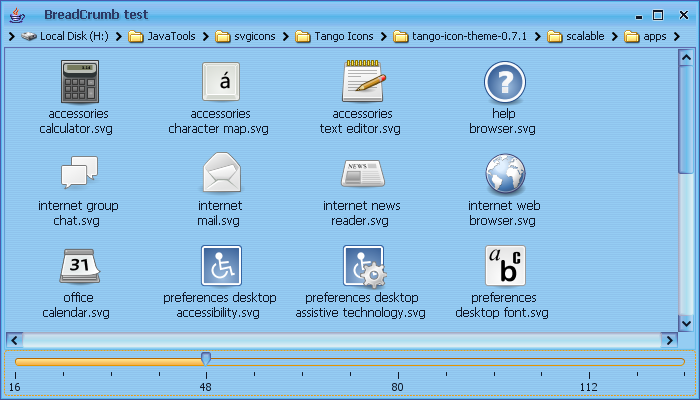 BreadCrumb test
Local Disk (H:) JavaTools svgicons Tango Icons tango-icon-theme-0.7.1 scalable apps
accessories calculator.svg
accessories character map.svg
accessories text editor.svg
help browser.svg
internet group chat.svg
internet mail.svg
internet news reader.svg
internet web browser.svg
office calendar.svg
preferences desktop accessibility.svg
preferences desktop assistive technology.svg
preferences desktop font.svg
á
NEWS
31
a b c
16 48 80 112